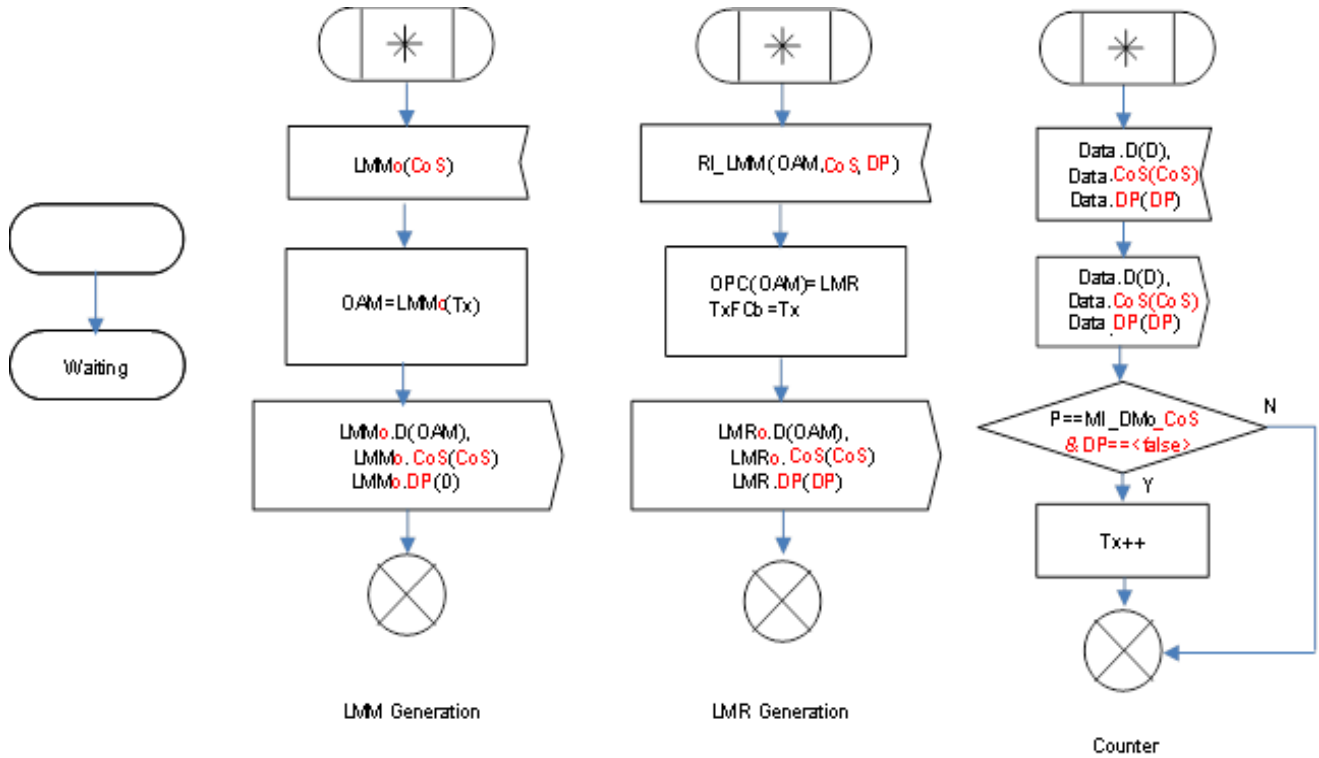 Waiting
LMMo(CoS)
OAM=LMMo(Tx)
LMMo.D(OAM),
LMMo.CoS(CoS)
LMMo.DP(0)
LMM Generation
RI_LMM(OAM,CoS,DP)
OPC(OAM)=LMR
TxFCb=Tx
LMRo.D(OAM),
LMRo.CoS(CoS)
LMR.DP(DP)
LMR Generation
Data.D(D),
Data.CoS(CoS)
Data.DP(DP)
Data.D(D),
Data.CoS(CoS)
Data.DP(DP)
P==MI_DMo_CoS
& DP==<false>
N
Y
Tx++
Counter